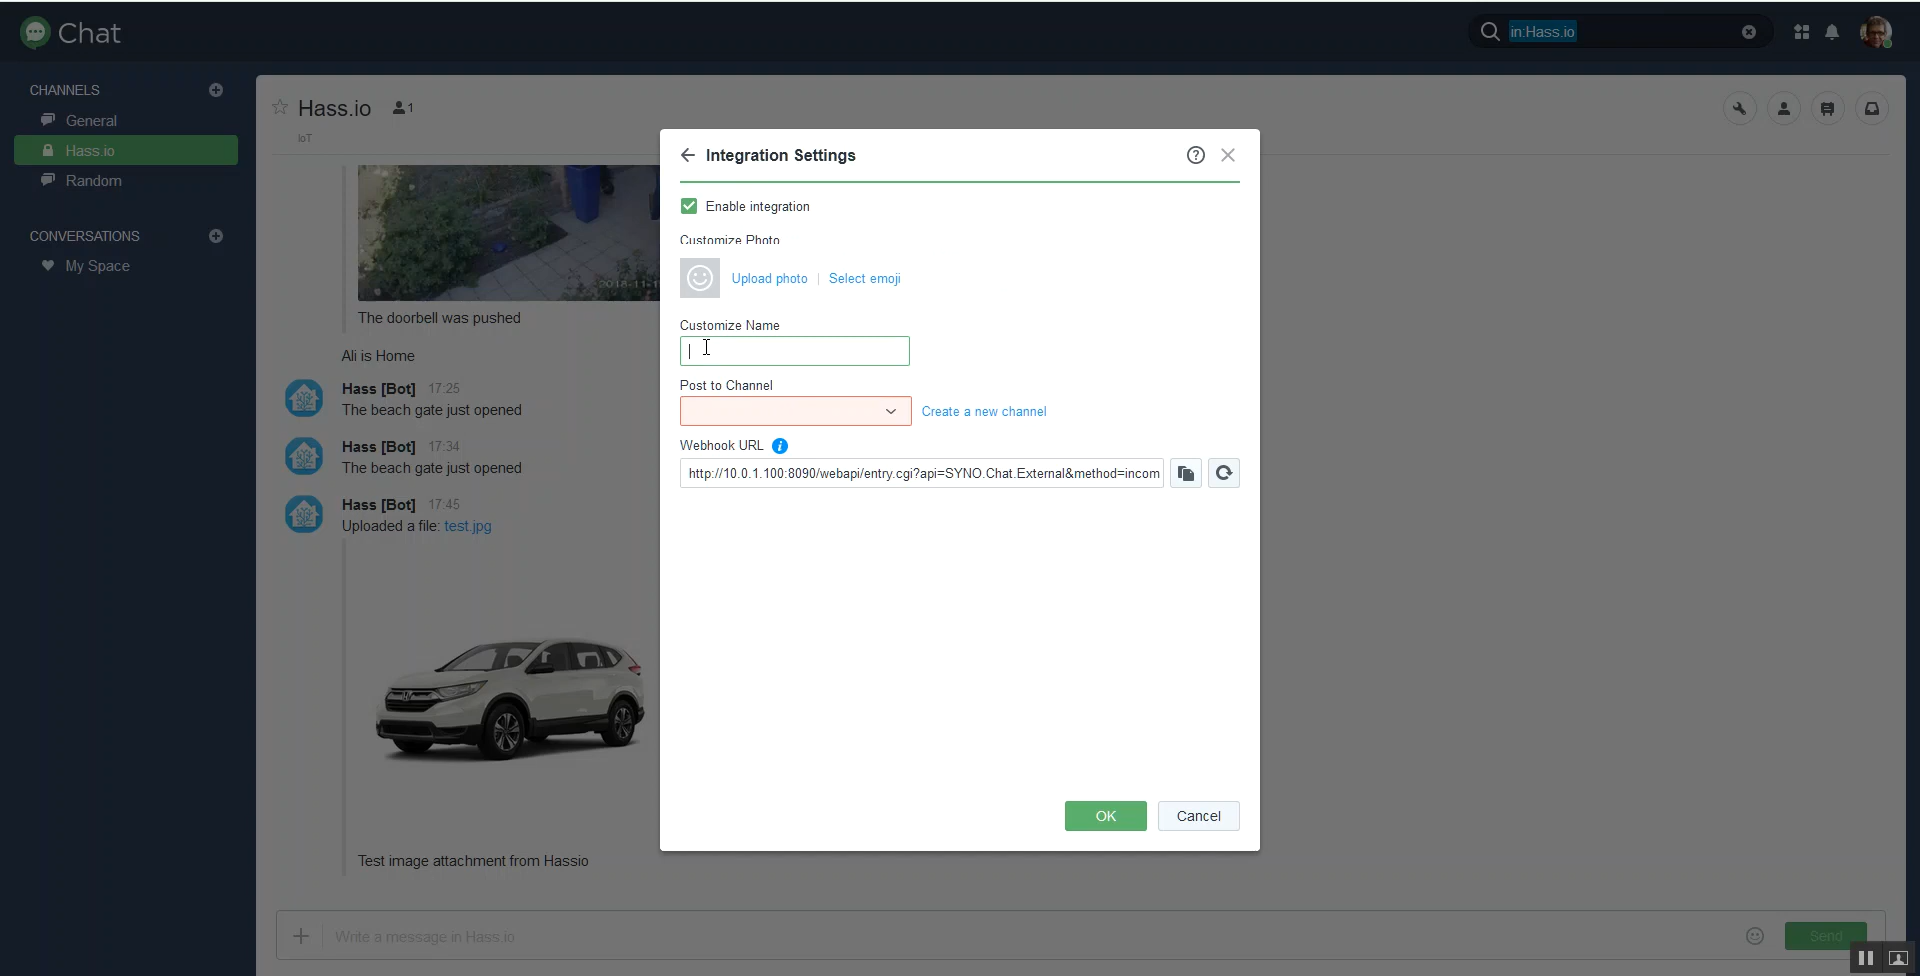 Chat
in:Hass.io
CHANNELS
General
Hass.io
Random
CONVERSATIONS
My Space
Hass.io 1
IoT
2018-11-1
The doorbell was pushed
Ali is Home
Hass [Bot] 17:25
The beach gate just opened
Hass [Bot] 17:34
The beach gate just opened
Hass [Bot] 17:45
Uploaded a file: test.jpg
Test image attachment from Hassio
Write a message in Hass.io
Send
Integration Settings
Enable integration
Customize Photo
Upload photo | Select emoji
Customize Name
Post to Channel
Create a new channel
Webhook URL
http://10.0.1.100:8090/webapi/entry.cgi?api=SYNO.Chat.External&method=incom
OK
Cancel